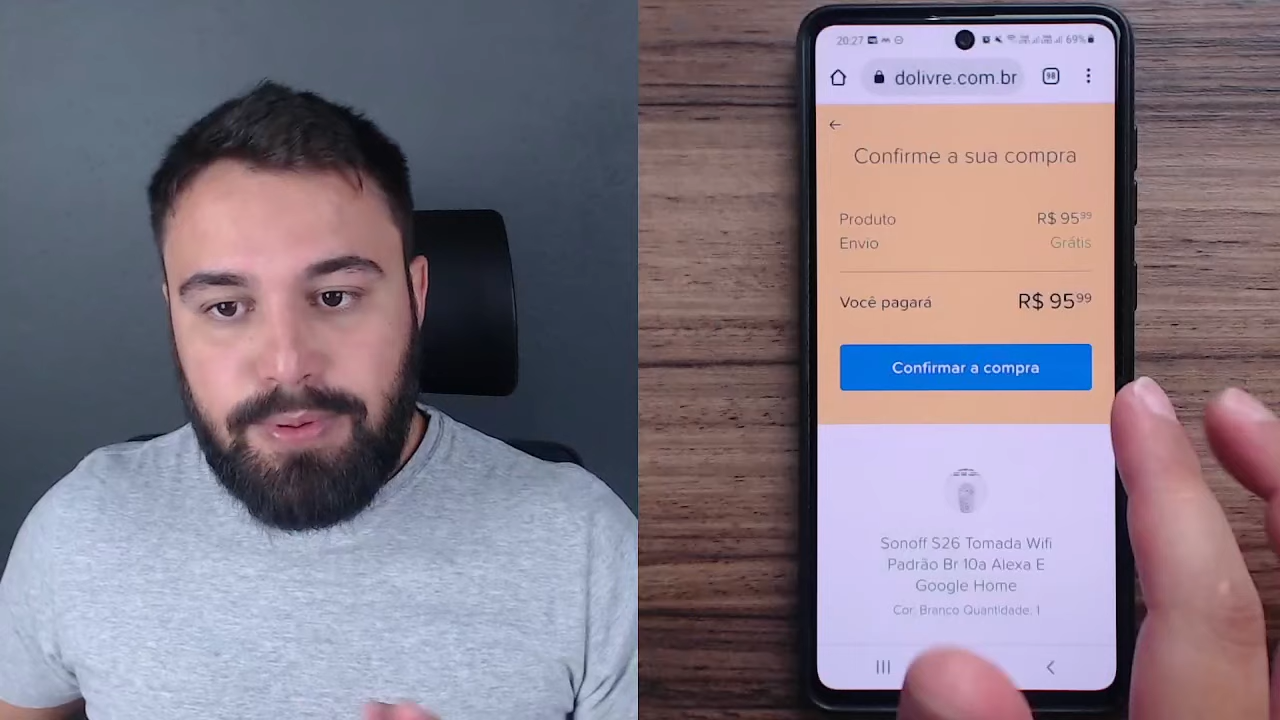 20:27
69%
dolivre.com.br
98
Confirme a sua compra
Produto R$ 95⁹⁹
Envio Grátis
Você pagará R$ 95⁹⁹
Confirmar a compra
Sonoff S26 Tomada Wifi
Padrão Br 10a Alexa E
Google Home
Cor: Branco Quantidade: 1